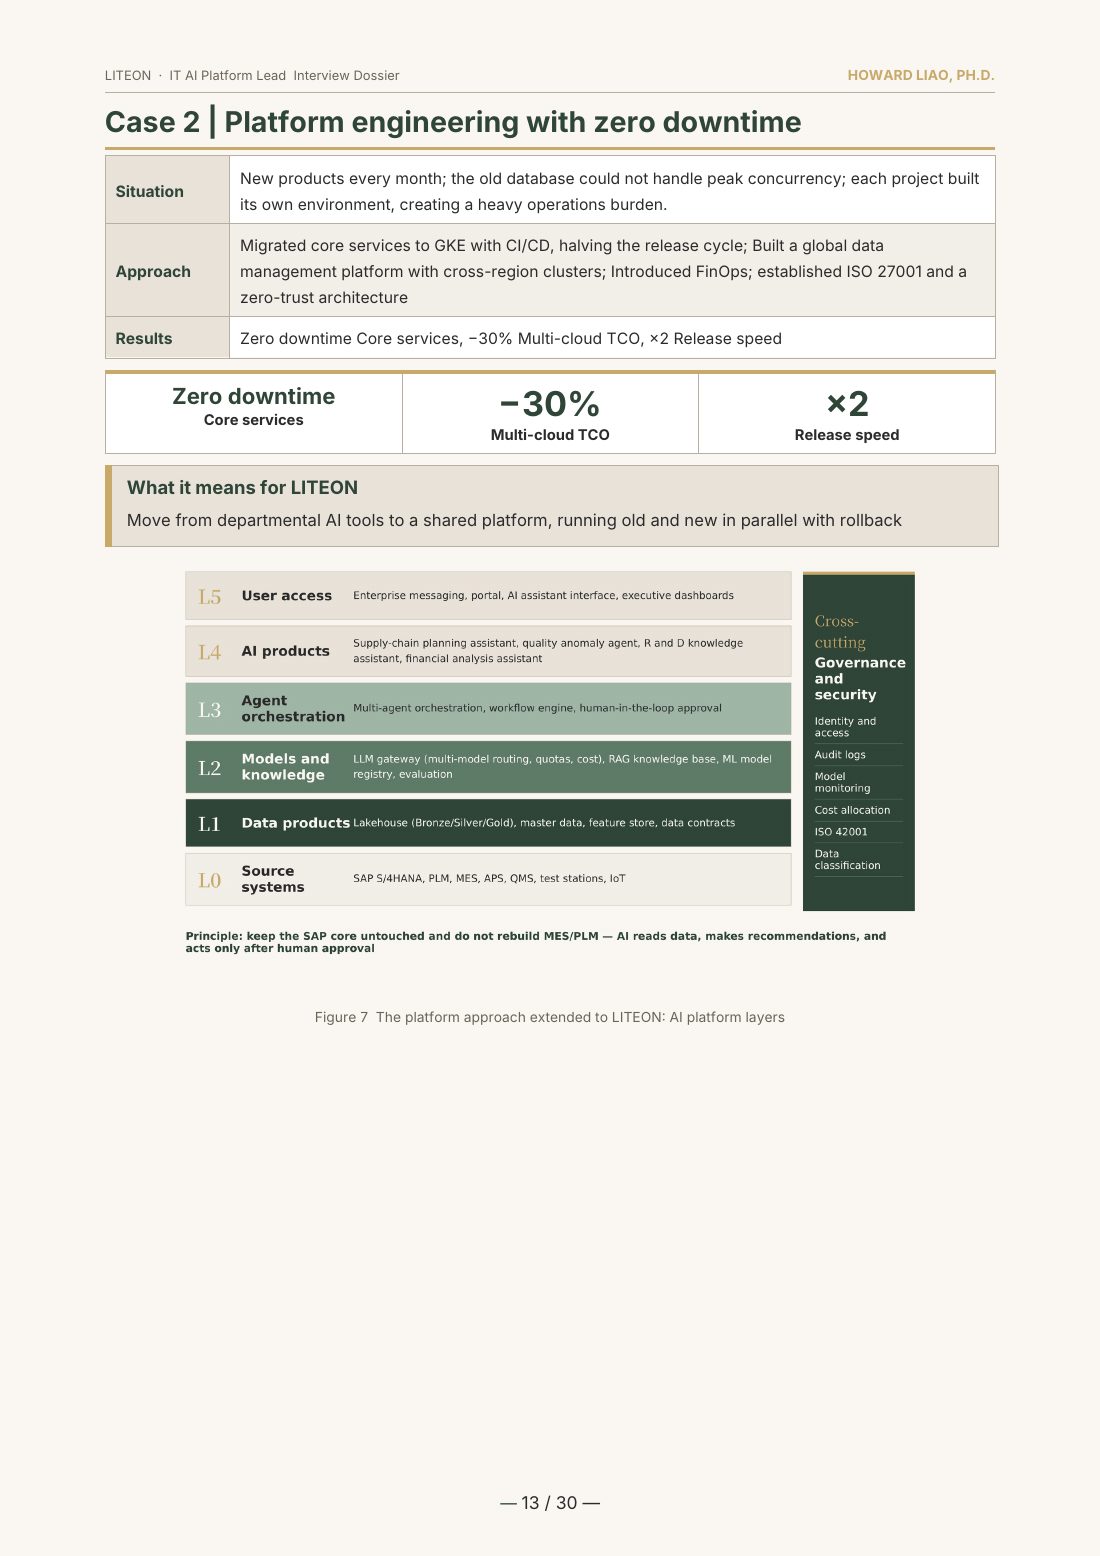 LITEON · IT AI Platform Lead Interview Dossier
HOWARD LIAO, PH.D.
Case 2 | Platform engineering with zero downtime
Situation
New products every month; the old database could not handle peak concurrency; each project built
its own environment, creating a heavy operations burden.
Approach
Migrated core services to GKE with CI/CD, halving the release cycle; Built a global data
management platform with cross-region clusters; Introduced FinOps; established ISO 27001 and a
zero-trust architecture
Results
Zero downtime Core services, −30% Multi-cloud TCO, ×2 Release speed
Zero downtime
Core services
−30%
Multi-cloud TCO
×2
Release speed
What it means for LITEON
Move from departmental AI tools to a shared platform, running old and new in parallel with rollback
L5
User access
Enterprise messaging, portal, AI assistant interface, executive dashboards
L4
AI products
Supply-chain planning assistant, quality anomaly agent, R and D knowledge
assistant, financial analysis assistant
L3
Agent
orchestration
Multi-agent orchestration, workflow engine, human-in-the-loop approval
L2
Models and
knowledge
LLM gateway (multi-model routing, quotas, cost), RAG knowledge base, ML model
registry, evaluation
L1
Data products
Lakehouse (Bronze/Silver/Gold), master data, feature store, data contracts
L0
Source
systems
SAP S/4HANA, PLM, MES, APS, QMS, test stations, IoT
Cross-
cutting
Governance
and
security
Identity and
access
Audit logs
Model
monitoring
Cost allocation
ISO 42001
Data
classification
Principle: keep the SAP core untouched and do not rebuild MES/PLM — AI reads data, makes recommendations, and
acts only after human approval
Figure 7 The platform approach extended to LITEON: AI platform layers
— 13 / 30 —